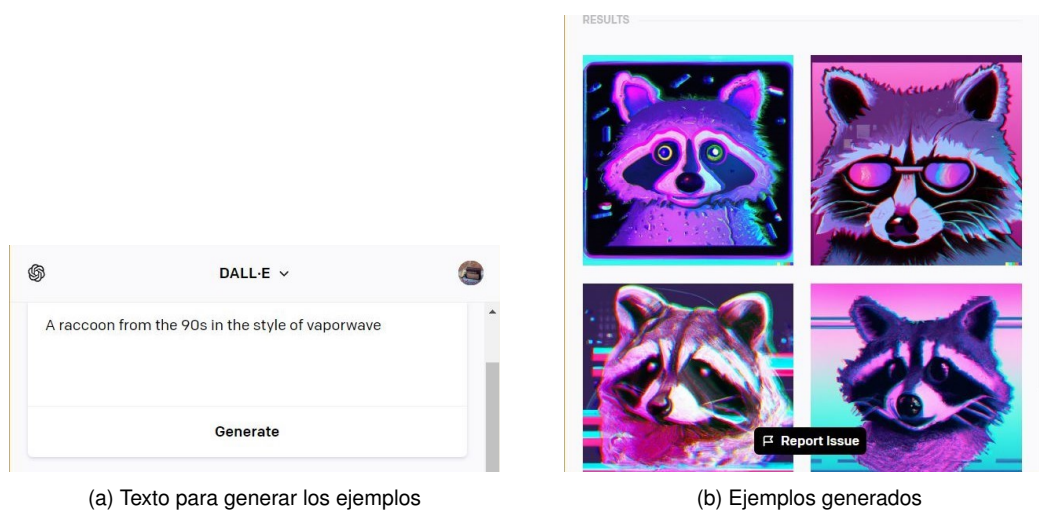 DALL·E
A raccoon from the 90s in the style of vaporwave
Generate
(a) Texto para generar los ejemplos
RESULTS
Report Issue
(b) Ejemplos generados